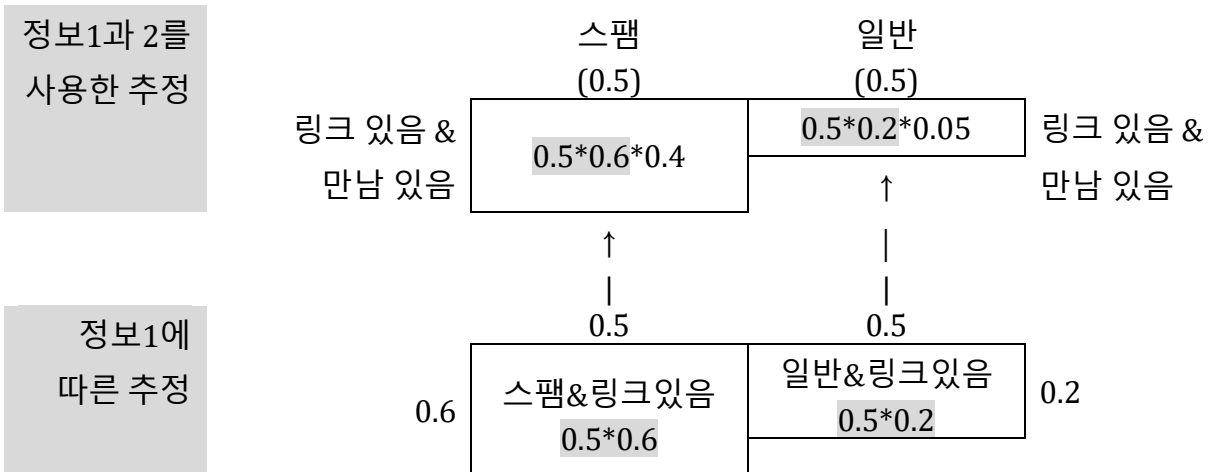 정보1과 2를
사용한 추정
스팸
(0.5)
일반
(0.5)
링크 있음 &
만남 있음
0.5*0.6*0.4
0.5*0.2*0.05
링크 있음 &
만남 있음
↑
|
|
↑
|
|
정보1에
따른 추정
0.5
0.5
0.6
스팸&링크있음
0.5*0.6
일반&링크있음
0.5*0.2
0.2